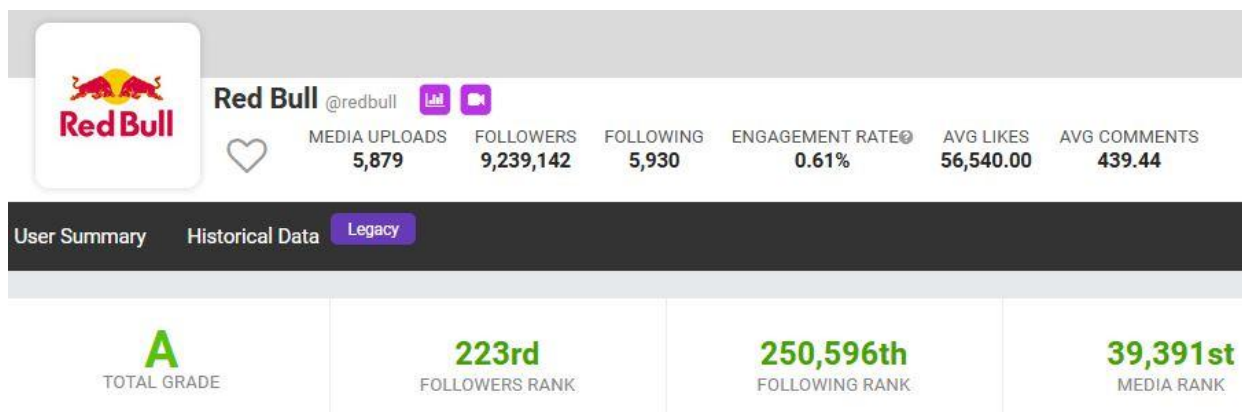 Red Bull
Red Bull @redbull
MEDIA UPLOADS FOLLOWERS FOLLOWING ENGAGEMENT RATE AVG LIKES AVG COMMENTS
5,879 9,239,142 5,930 0.61% 56,540.00 439.44
User Summary Historical Data Legacy
A 223rd 250,596th 39,391st
TOTAL GRADE FOLLOWERS RANK FOLLOWING RANK MEDIA RANK